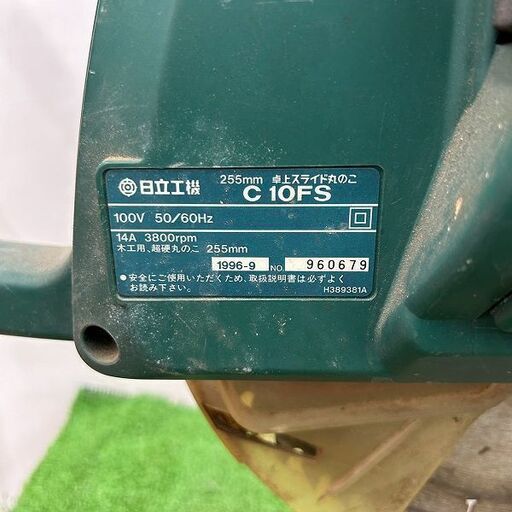 日立工機 255mm 卓上スライド丸のこ
C 10FS
100V 50/60Hz
14A 3800rpm
木工用、超硬丸のこ 255mm
1996-9 NO. 960679
●安全にご使用いただくため、取扱説明書は必ずよく
お読み下さい。
H389381A